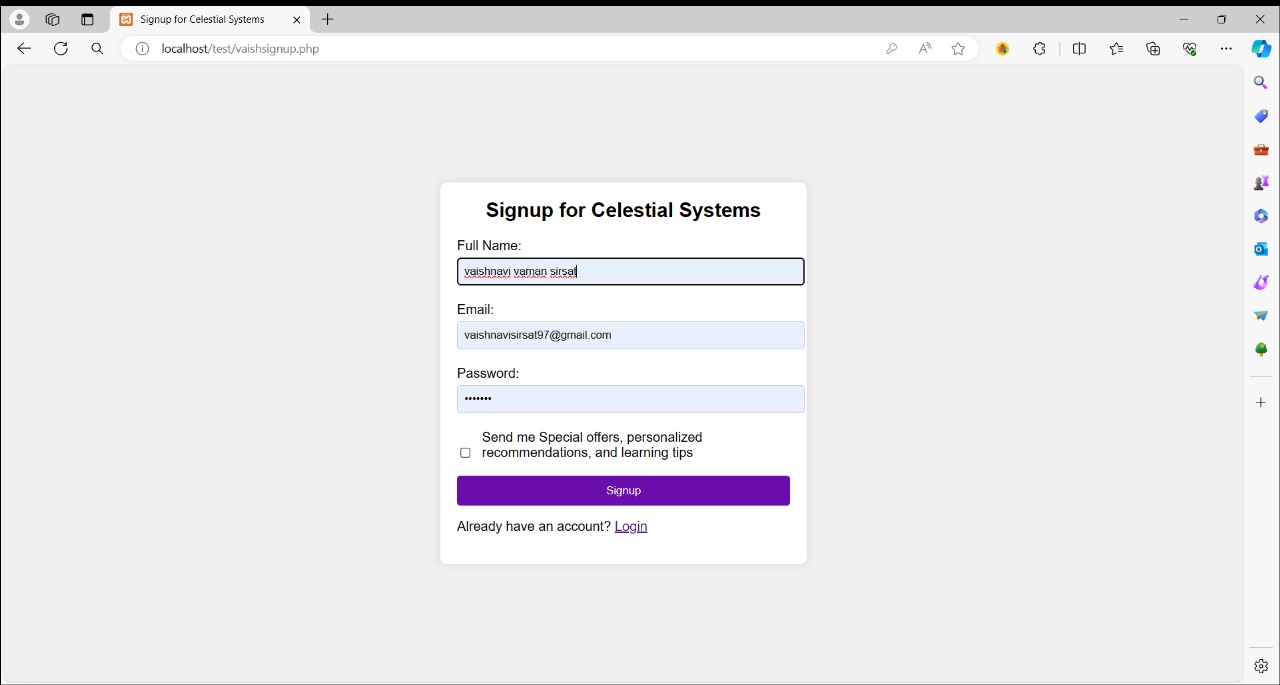 Signup for Celestial Systems
localhost/test/vaishsignup.php
Signup for Celestial Systems
Full Name:
vaishnavi vaman sirsat
Email:
vaishnavisirsat97@gmail.com
Password:
•••••••
Send me Special offers, personalized
recommendations, and learning tips
Signup
Already have an account? Login